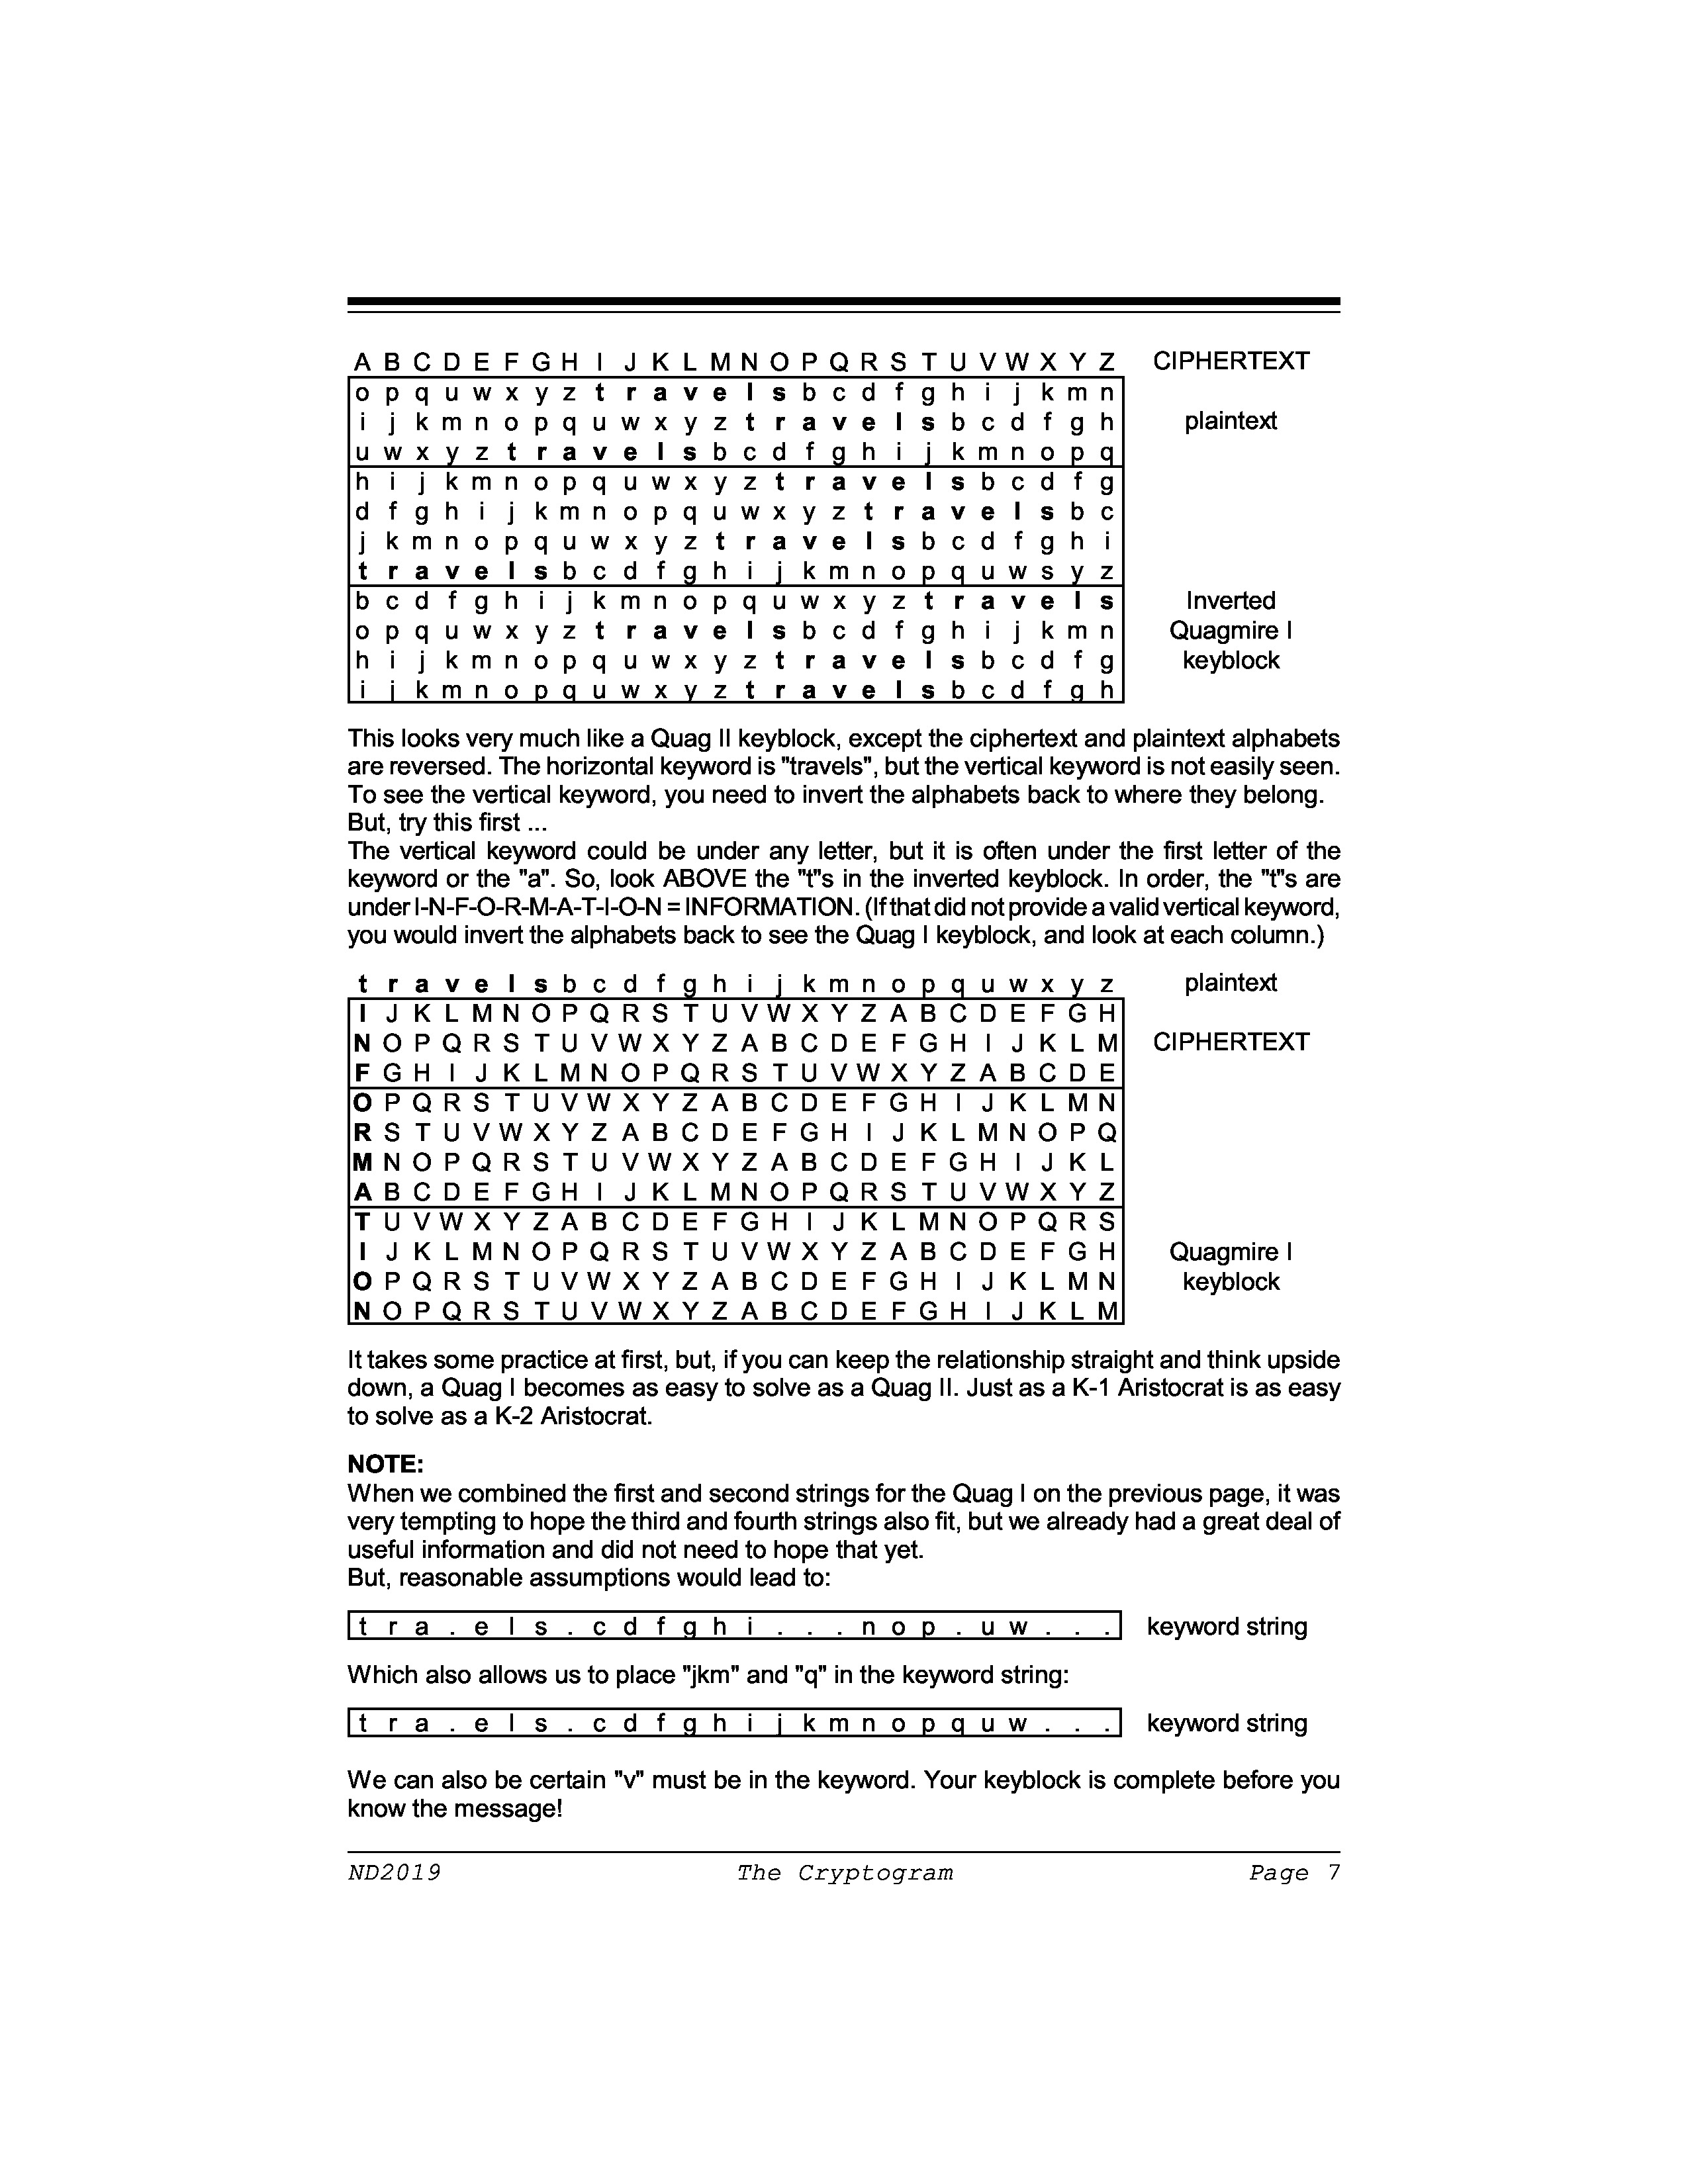 A B C D E F G H I J K L M N O P Q R S T U V W X Y Z CIPHERTEXT
o p q u w x y z t r a v e l s b c d f g h i j k m n
i j k m n o p q u w x y z t r a v e l s b c d f g h plaintext
u w x y z t r a v e l s b c d f g h i j k m n o p q
h i j k m n o p q u w x y z t r a v e l s b c d f g
d f g h i j k m n o p q u w x y z t r a v e l s b c
j k m n o p q u w x y z t r a v e l s b c d f g h i
t r a v e l s b c d f g h i j k m n o p q u w s y z
b c d f g h i j k m n o p q u w x y z t r a v e l s Inverted
o p q u w x y z t r a v e l s b c d f g h i j k m n Quagmire I
h i j k m n o p q u w x y z t r a v e l s b c d f g keyblock
i j k m n o p q u w x y z t r a v e l s b c d f g h
This looks very much like a Quag II keyblock, except the ciphertext and plaintext alphabets
are reversed. The horizontal keyword is "travels", but the vertical keyword is not easily seen.
To see the vertical keyword, you need to invert the alphabets back to where they belong.
But, try this first ...
The vertical keyword could be under any letter, but it is often under the first letter of the
keyword or the "a". So, look ABOVE the "t"s in the inverted keyblock. In order, the "t"s are
under I-N-F-O-R-M-A-T-I-O-N = INFORMATION. (If that did not provide a valid vertical keyword,
you would invert the alphabets back to see the Quag I keyblock, and look at each column.)
t r a v e l s b c d f g h i j k m n o p q u w x y z plaintext
I J K L M N O P Q R S T U V W X Y Z A B C D E F G H
N O P Q R S T U V W X Y Z A B C D E F G H I J K L M CIPHERTEXT
F G H I J K L M N O P Q R S T U V W X Y Z A B C D E
O P Q R S T U V W X Y Z A B C D E F G H I J K L M N
R S T U V W X Y Z A B C D E F G H I J K L M N O P Q
M N O P Q R S T U V W X Y Z A B C D E F G H I J K L
A B C D E F G H I J K L M N O P Q R S T U V W X Y Z
T U V W X Y Z A B C D E F G H I J K L M N O P Q R S
I J K L M N O P Q R S T U V W X Y Z A B C D E F G H Quagmire I
O P Q R S T U V W X Y Z A B C D E F G H I J K L M N keyblock
N O P Q R S T U V W X Y Z A B C D E F G H I J K L M
It takes some practice at first, but, if you can keep the relationship straight and think upside
down, a Quag I becomes as easy to solve as a Quag II. Just as a K-1 Aristocrat is as easy
to solve as a K-2 Aristocrat.
NOTE:
When we combined the first and second strings for the Quag I on the previous page, it was
very tempting to hope the third and fourth strings also fit, but we already had a great deal of
useful information and did not need to hope that yet.
But, reasonable assumptions would lead to:
t r a . e l s . c d f g h i . . . n o p . u w . . . keyword string
Which also allows us to place "jkm" and "q" in the keyword string:
t r a . e l s . c d f g h i j k m n o p q u w . . . keyword string
We can also be certain "v" must be in the keyword. Your keyblock is complete before you
know the message!
ND2019 The Cryptogram Page 7